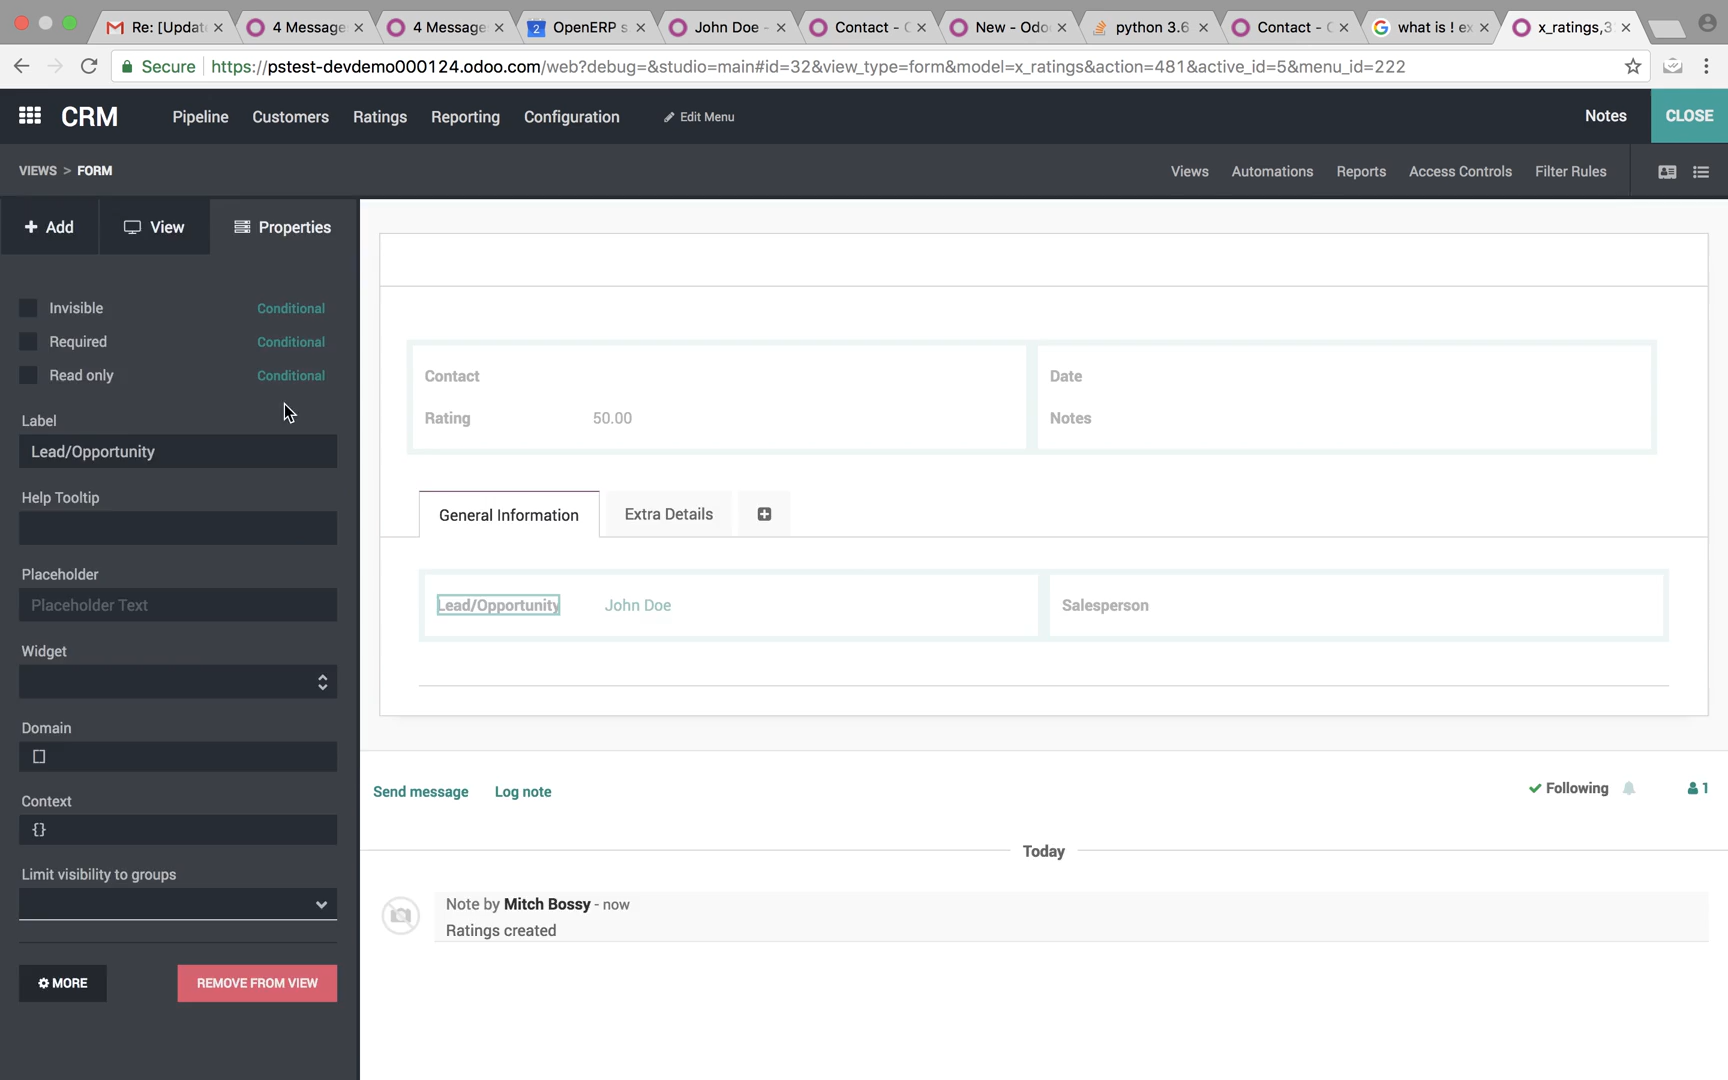 Re: [Updat
4 Message
4 Message
2 OpenERP s
John Doe -
Contact - O
New - Odo
python 3.6
Contact - O
what is ! ex
x_ratings,3
Secure https://pstest-devdemo000124.odoo.com/web?debug=&studio=main#id=32&view_type=form&model=x_ratings&action=481&active_id=5&menu_id=222
CRM Pipeline Customers Ratings Reporting Configuration Edit Menu Notes CLOSE
VIEWS > FORM Views Automations Reports Access Controls Filter Rules
+ Add View Properties
Invisible Conditional
Required Conditional
Read only Conditional
Label
Lead/Opportunity
Help Tooltip
Placeholder
Placeholder Text
Widget
Domain
[]
Context
{}
Limit visibility to groups
MORE REMOVE FROM VIEW
Contact Date
Rating 50.00 Notes
General Information Extra Details
Lead/Opportunity John Doe Salesperson
Send message Log note Following 1
Today
Note by Mitch Bossy - now
Ratings created